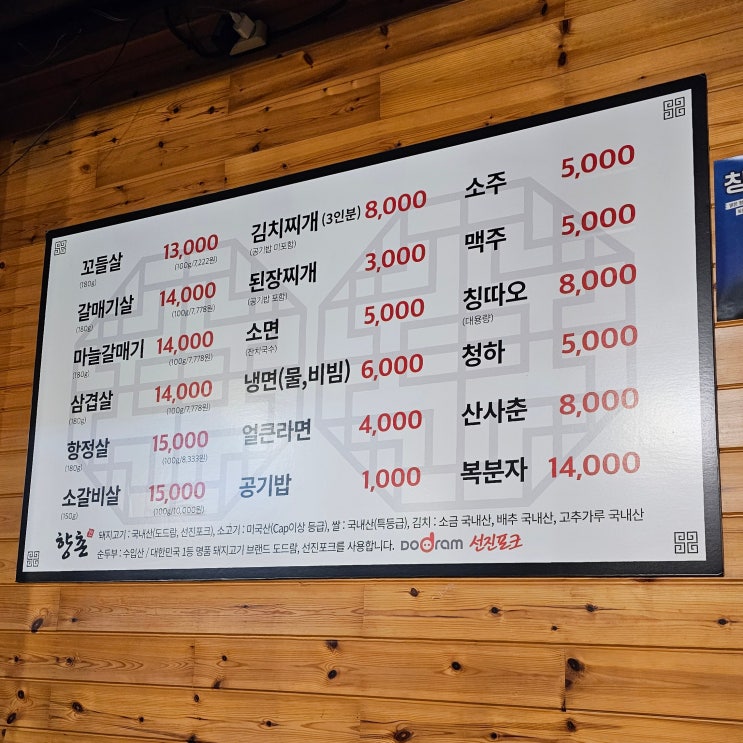 꼬들살 13,000
(180g) (100g/7,222원)
갈매기살 14,000
(180g) (100g/7,778원)
마늘갈매기 14,000
(180g) (100g/7,778원)
삼겹살 14,000
(180g) (100g/7,778원)
항정살 15,000
(180g) (100g/8,333원)
소갈비살 15,000
(150g) (100g/10,000원)
김치찌개 (3인분) 8,000
(공기밥 미포함)
된장찌개 3,000
(공기밥 포함)
소면 5,000
(잔치국수)
냉면(물,비빔) 6,000
얼큰라면 4,000
공기밥 1,000
소주 5,000
맥주 5,000
칭따오 8,000
(대용량)
청하 5,000
산사춘 8,000
복분자 14,000
향촌 돼지고기 : 국내산(도드람, 선진포크), 소고기 : 미국산(Cap이상 등급), 쌀 : 국내산(특등급), 김치 : 소금 국내산, 배추 국내산, 고추가루 국내산
순두부 : 수입산 / 대한민국 1등 명품 돼지고기 브랜드 도드람, 선진포크를 사용합니다. DoDram 선진포크
칭